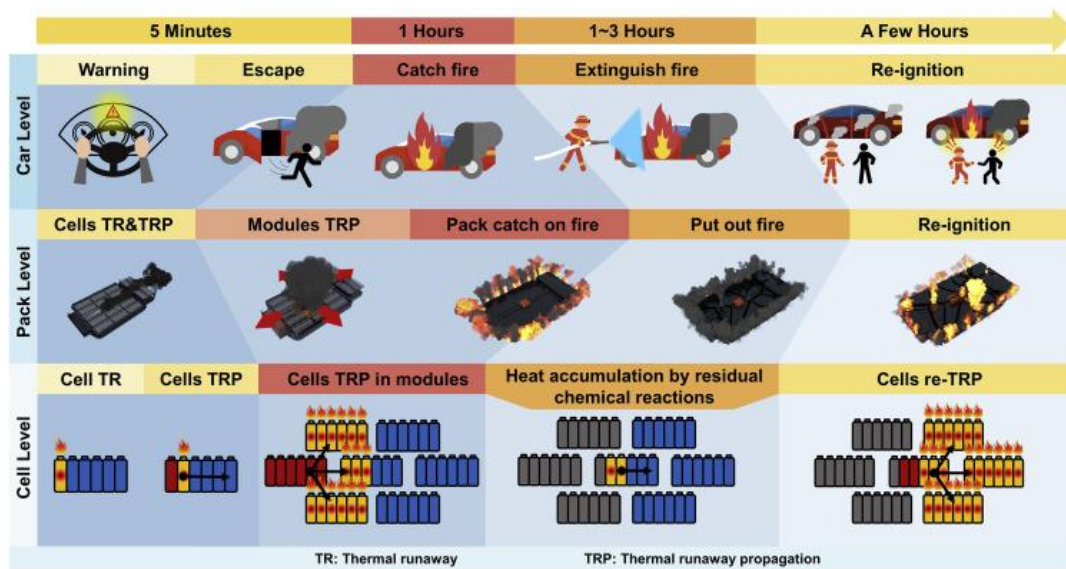 5 Minutes
1 Hours
1~3 Hours
A Few Hours
Car Level
Warning
Escape
Catch fire
Extinguish fire
Re-ignition
Pack Level
Cells TR&TRP
Modules TRP
Pack catch on fire
Put out fire
Re-ignition
Cell Level
Cell TR
Cells TRP
Cells TRP in modules
Heat accumulation by residual
chemical reactions
Cells re-TRP
TR: Thermal runaway
TRP: Thermal runaway propagation